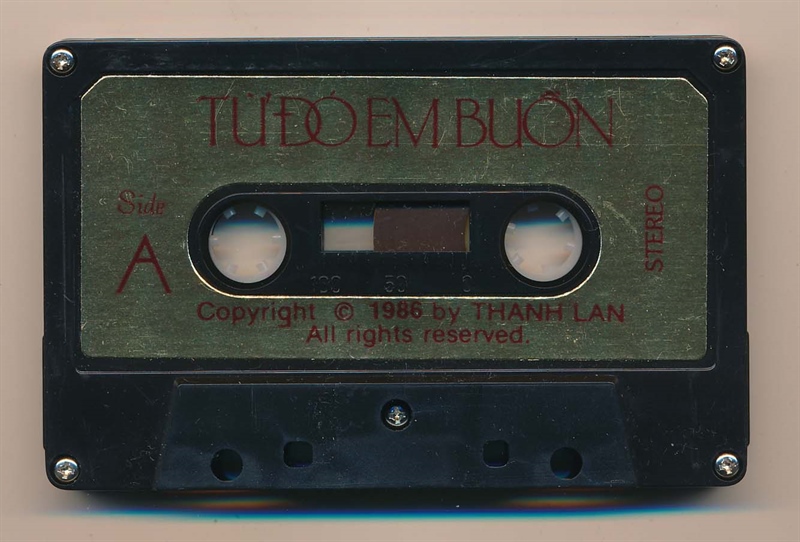 TỪ ĐÓ EM BUỒN
Side
A
STEREO
100 50 0
Copyright © 1986 by THANH LAN
All rights reserved.